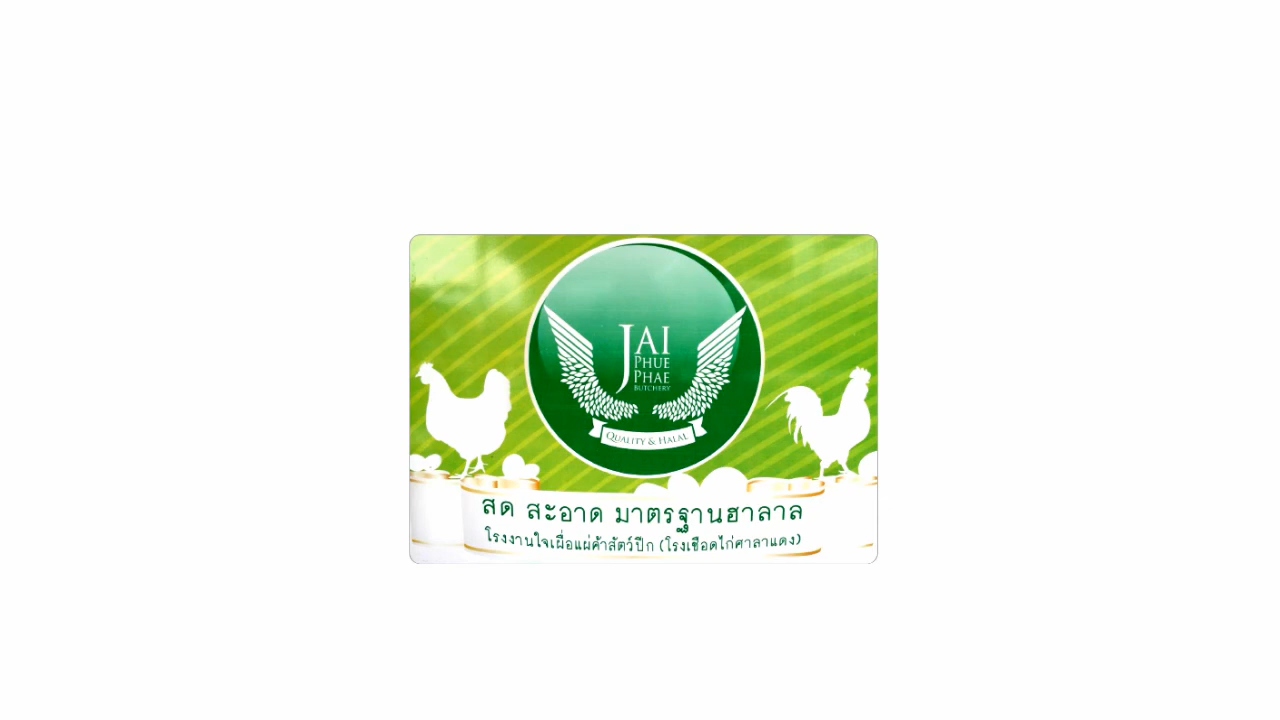 JAI
PHUE
PHAE
BUTCHERY
QUALITY & HALAL
สด สะอาด มาตรฐานฮาลาล
โรงงานใจเผื่อแผ่ค้าสัตว์ปีก (โรงเชือดไก่ศาลาแดง)